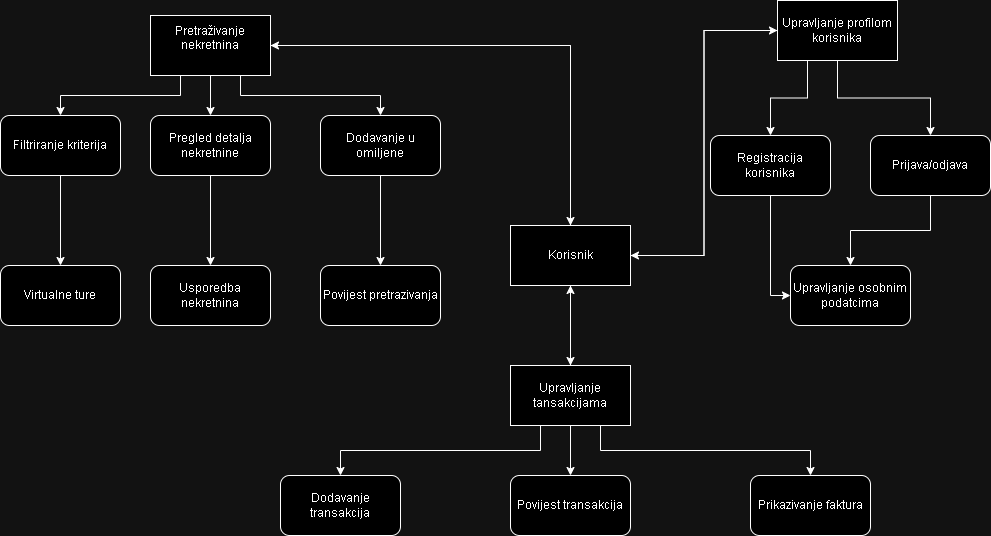 Pretraživanje
nekretnina
Upravljanje profilom
korisnika
Filtriranje kriterija
Pregled detalja
nekretnine
Dodavanje u
omiljene
Registracija
korisnika
Prijava/odjava
Korisnik
Virtualne ture
Usporedba
nekretnina
Povijest pretrazivanja
Upravljanje osobnim
podatcima
Upravljanje
tansakcijama
Dodavanje
transakcija
Povijest transakcija
Prikazivanje faktura